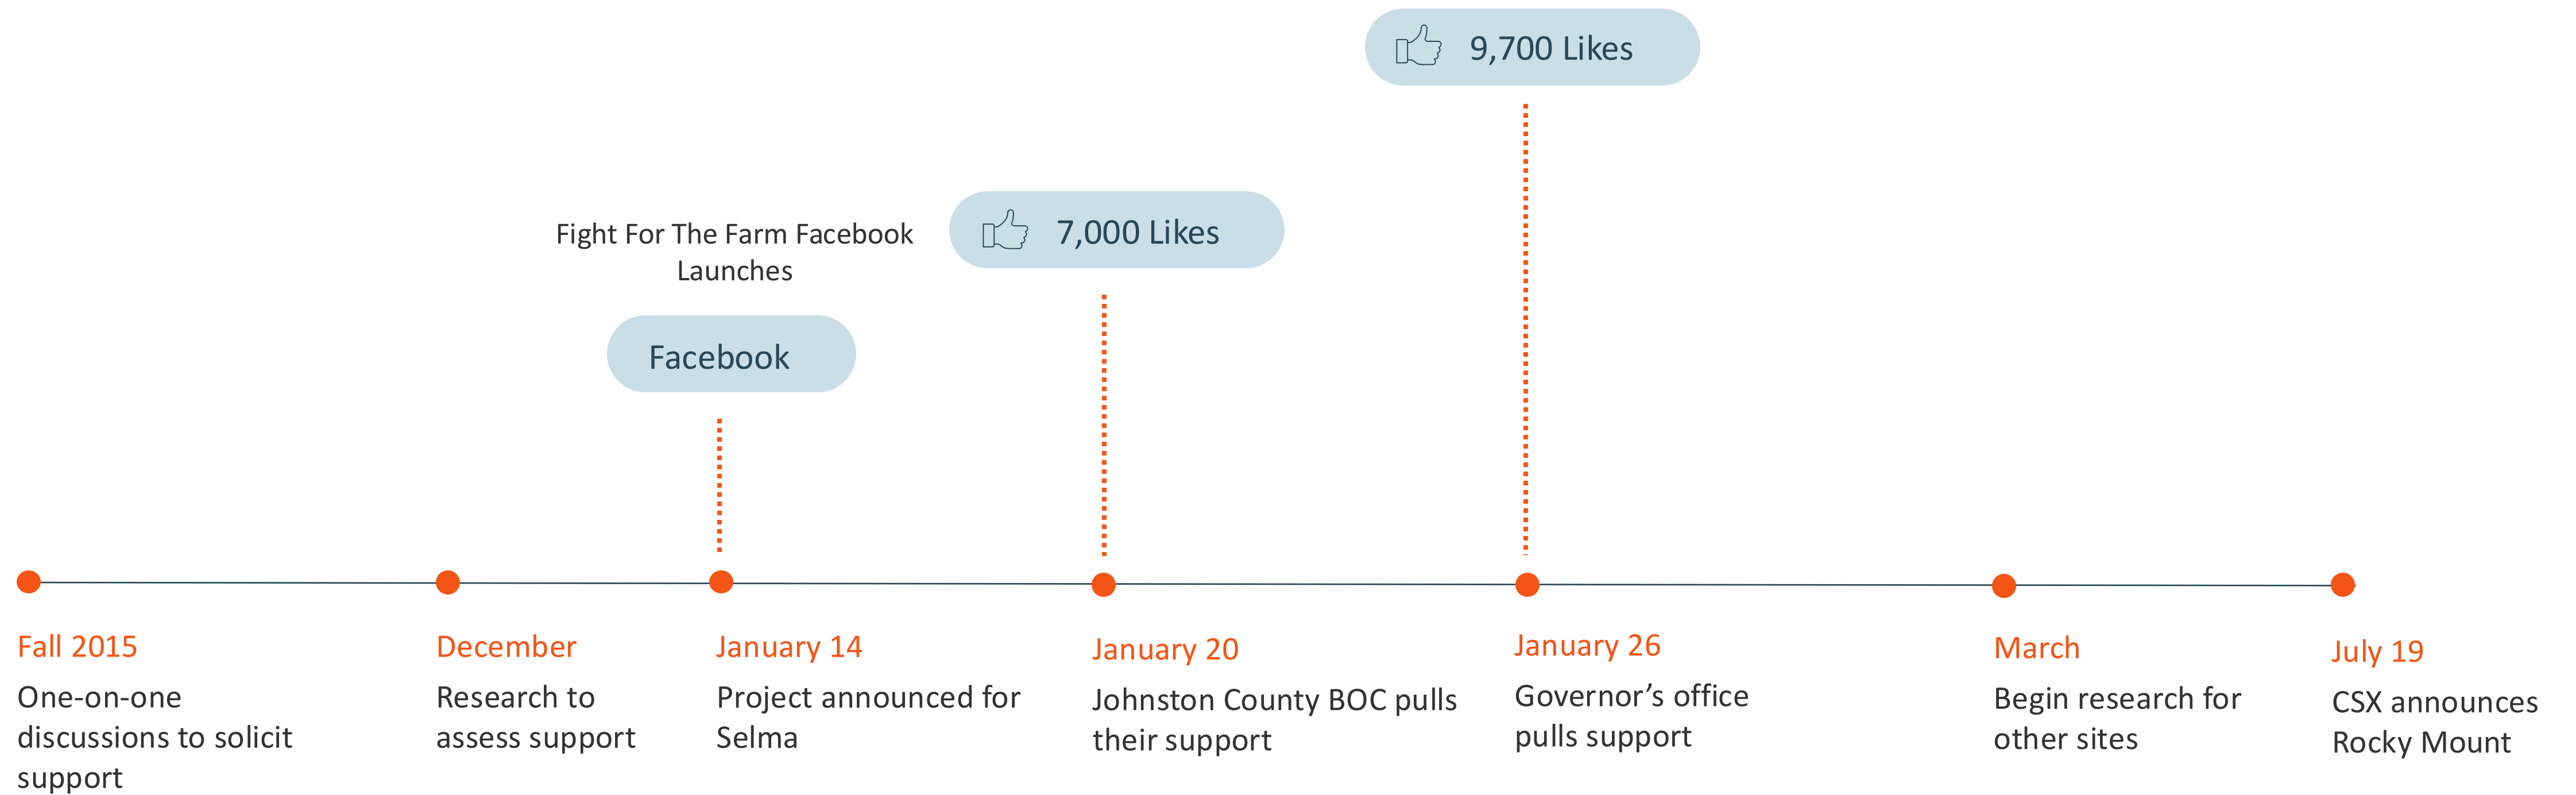 9,700 Likes
7,000 Likes
Fight For The Farm Facebook
Launches
Facebook
Fall 2015
One-on-one
discussions to solicit
support
December
Research to
assess support
January 14
Project announced for
Selma
January 20
Johnston County BOC pulls
their support
January 26
Governor’s office
pulls support
March
Begin research for
other sites
July 19
CSX announces
Rocky Mount